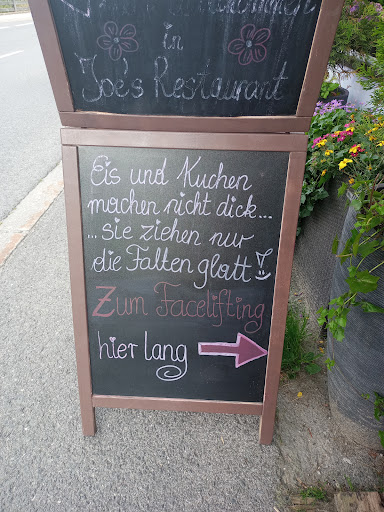 in
Joe's Restaurant
Eis und Kuchen
machen nicht dick...
...sie ziehen nur
die Falten glatt!
Zum Facelifting
hier lang